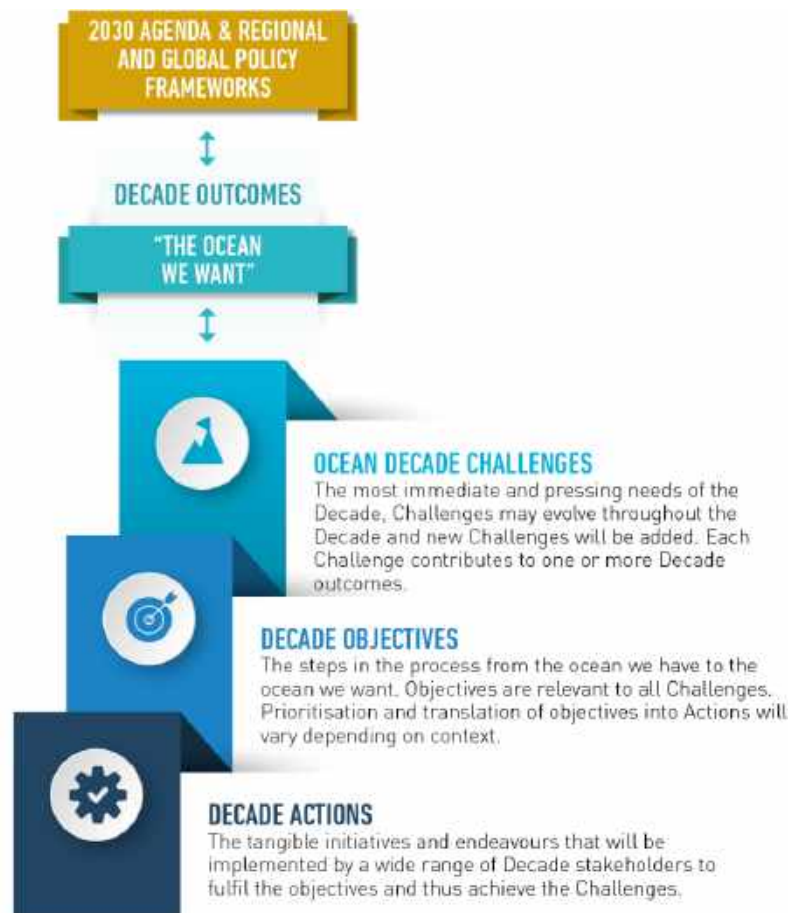 2030 AGENDA & REGIONAL
AND GLOBAL POLICY
FRAMEWORKS
DECADE OUTCOMES
"THE OCEAN
WE WANT"
OCEAN DECADE CHALLENGES
The most immediate and pressing needs of the
Decade, Challenges may evolve throughout the
Decade and new Challenges will be added. Each
Challenge contributes to one or more Decade
outcomes.
DECADE OBJECTIVES
The steps in the process from the ocean we have to the
ocean we want. Objectives are relevant to all Challenges.
Prioritisation and translation of objectives into Actions will
vary depending on context.
DECADE ACTIONS
The tangible initiatives and endeavours that will be
implemented by a wide range of Decade stakeholders to
fulfil the objectives and thus achieve the Challenges.